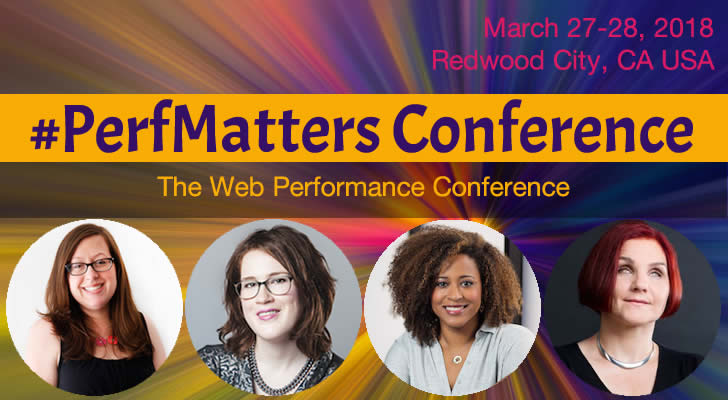 March 27-28, 2018
Redwood City, CA USA
#PerfMatters Conference
The Web Performance Conference